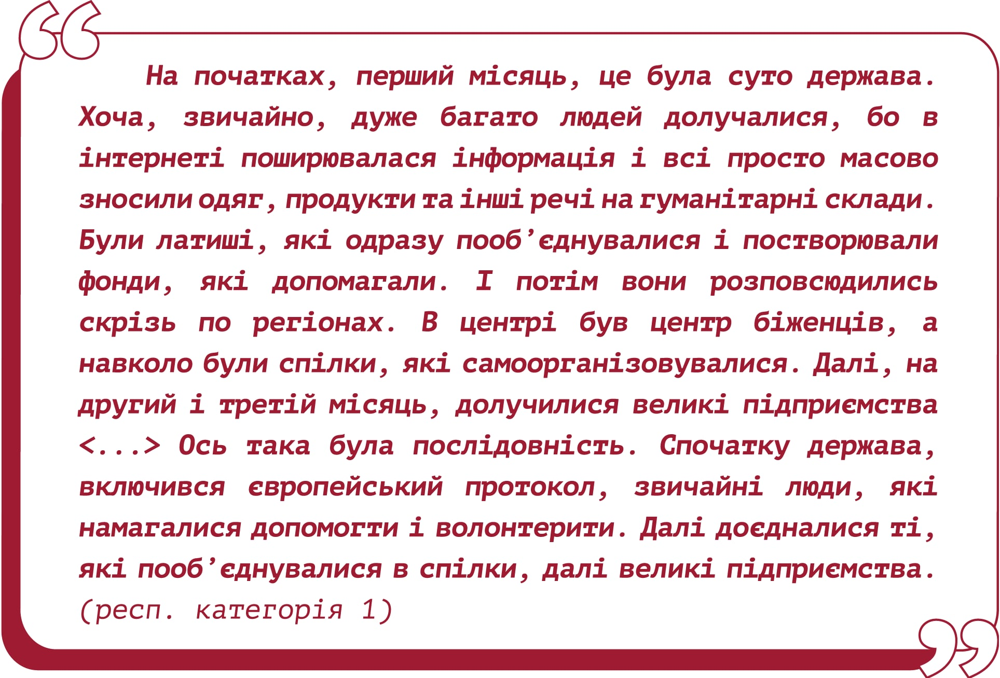 На початках, перший місяць, це була суто держава.
Хоча, звичайно, дуже багато людей долучалися, бо в
інтернеті поширювалася інформація і всі просто масово
зносили одяг, продукти та інші речі на гуманітарні склади.
Були латиші, які одразу пооб’єднувалися і постворювали
фонди, які допомагали. І потім вони розповсюдились
скрізь по регіонах. В центрі був центр біженців, а
навколо були спілки, які самоорганізовувалися. Далі, на
другий і третій місяць, долучилися великі підприємства
<...> Ось така була послідовність. Спочатку держава,
включився європейський протокол, звичайні люди, які
намагалися допомогти і волонтерити. Далі доєдналися ті,
які пооб’єднувалися в спілки, далі великі підприємства.
(респ. категорія 1)